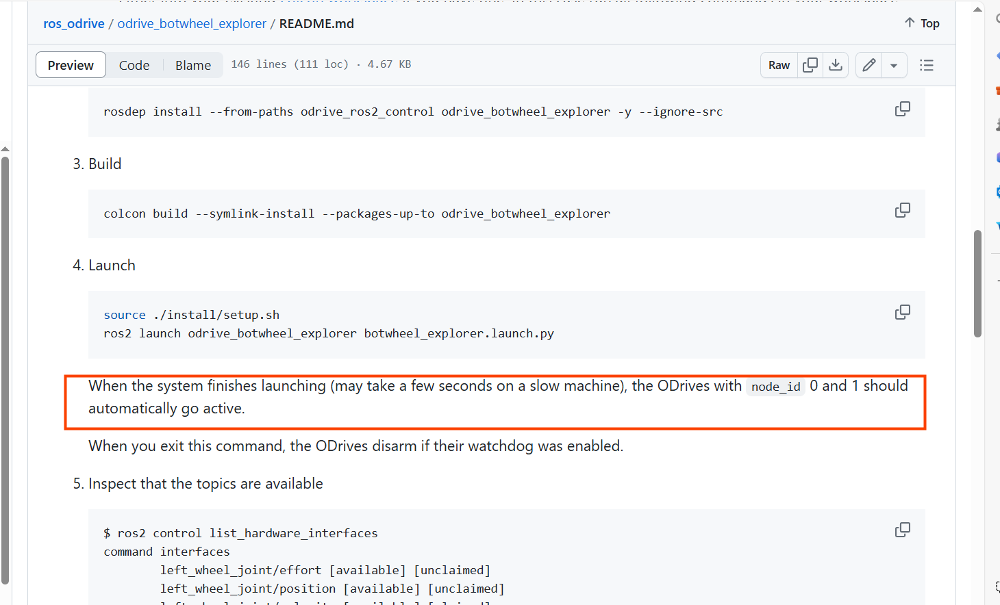 ros_odrive / odrive_botwheel_explorer / README.md
Top
Preview
Code
Blame
146 lines (111 loc) · 4.67 KB
Raw
rosdep install --from-paths odrive_ros2_control odrive_botwheel_explorer -y --ignore-src
3. Build
colcon build --symlink-install --packages-up-to odrive_botwheel_explorer
4. Launch
source ./install/setup.sh
ros2 launch odrive_botwheel_explorer botwheel_explorer.launch.py
When the system finishes launching (may take a few seconds on a slow machine), the ODrives with node_id 0 and 1 should
automatically go active.
When you exit this command, the ODrives disarm if their watchdog was enabled.
5. Inspect that the topics are available
$ ros2 control list_hardware_interfaces
command interfaces
left_wheel_joint/effort [available] [unclaimed]
left_wheel_joint/position [available] [unclaimed]